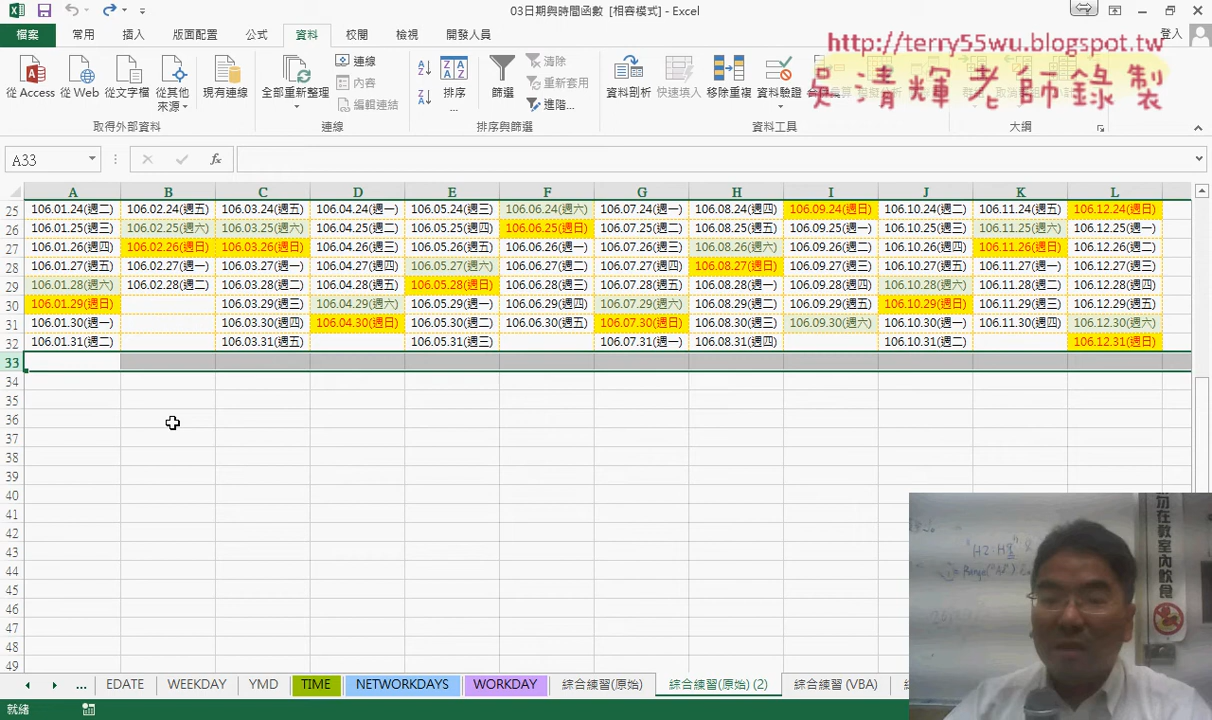 03日期與時間函數 [相容模式] - Excel
檔案 常用 插入 版面配置 公式 資料 校閱 檢視 開發人員 登入
http://terry55wu.blogspot.tw
吳清輝老師錄製
從 Access 從 Web 從文字檔 從其他來源 現有連線 全部重新整理 連線 內容 編輯連結 排序... 篩選 清除 重新套用 進階... 資料剖析 快速填入 移除重複 資料驗證
取得外部資料 連線 排序與篩選 資料工具 大綱
A33 fx
A B C D E F G H I J K L
25 106.01.24(週二) 106.02.24(週五) 106.03.24(週五) 106.04.24(週一) 106.05.24(週三) 106.06.24(週六) 106.07.24(週一) 106.08.24(週四) 106.09.24(週日) 106.10.24(週二) 106.11.24(週五) 106.12.24(週日)
26 106.01.25(週三) 106.02.25(週六) 106.03.25(週六) 106.04.25(週二) 106.05.25(週四) 106.06.25(週日) 106.07.25(週二) 106.08.25(週五) 106.09.25(週一) 106.10.25(週三) 106.11.25(週六) 106.12.25(週一)
27 106.01.26(週四) 106.02.26(週日) 106.03.26(週日) 106.04.26(週三) 106.05.26(週五) 106.06.26(週一) 106.07.26(週三) 106.08.26(週六) 106.09.26(週二) 106.10.26(週四) 106.11.26(週日) 106.12.26(週二)
28 106.01.27(週五) 106.02.27(週一) 106.03.27(週一) 106.04.27(週四) 106.05.27(週六) 106.06.27(週二) 106.07.27(週四) 106.08.27(週日) 106.09.27(週三) 106.10.27(週五) 106.11.27(週一) 106.12.27(週三)
29 106.01.28(週六) 106.02.28(週二) 106.03.28(週二) 106.04.28(週五) 106.05.28(週日) 106.06.28(週三) 106.07.28(週五) 106.08.28(週一) 106.09.28(週四) 106.10.28(週六) 106.11.28(週二) 106.12.28(週四)
30 106.01.29(週日) 106.03.29(週三) 106.04.29(週六) 106.05.29(週一) 106.06.29(週四) 106.07.29(週六) 106.08.29(週二) 106.09.29(週五) 106.10.29(週日) 106.11.29(週三) 106.12.29(週五)
31 106.01.30(週一) 106.03.30(週四) 106.04.30(週日) 106.05.30(週二) 106.06.30(週五) 106.07.30(週日) 106.08.30(週三) 106.09.30(週六) 106.10.30(週一) 106.11.30(週四) 106.12.30(週六)
32 106.01.31(週二) 106.03.31(週五) 106.05.31(週三) 106.07.31(週一) 106.08.31(週四) 106.10.31(週二) 106.12.31(週日)
33
34
35
36
37
38
39
40
41
42
43
44
45
46
47
48
49
勿在教室內飲食
... EDATE WEEKDAY YMD TIME NETWORKDAYS WORKDAY 綜合練習(原始) 綜合練習(原始) (2) 綜合練習 (VBA)
就緒